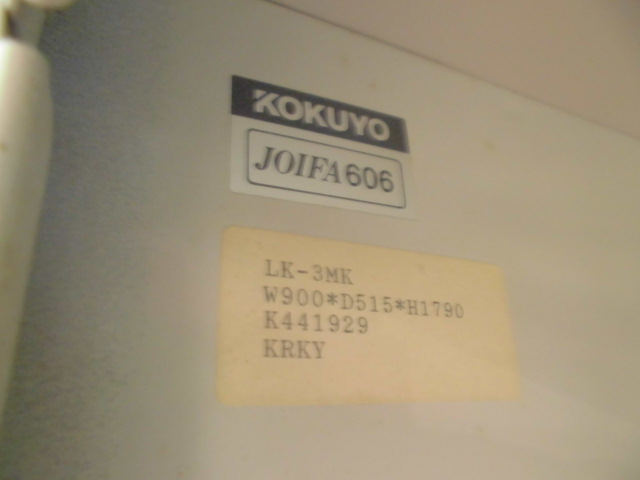 KOKUYO
JOIFA606
LK-3MK
W900*D515*H1790
K441929
KRKY